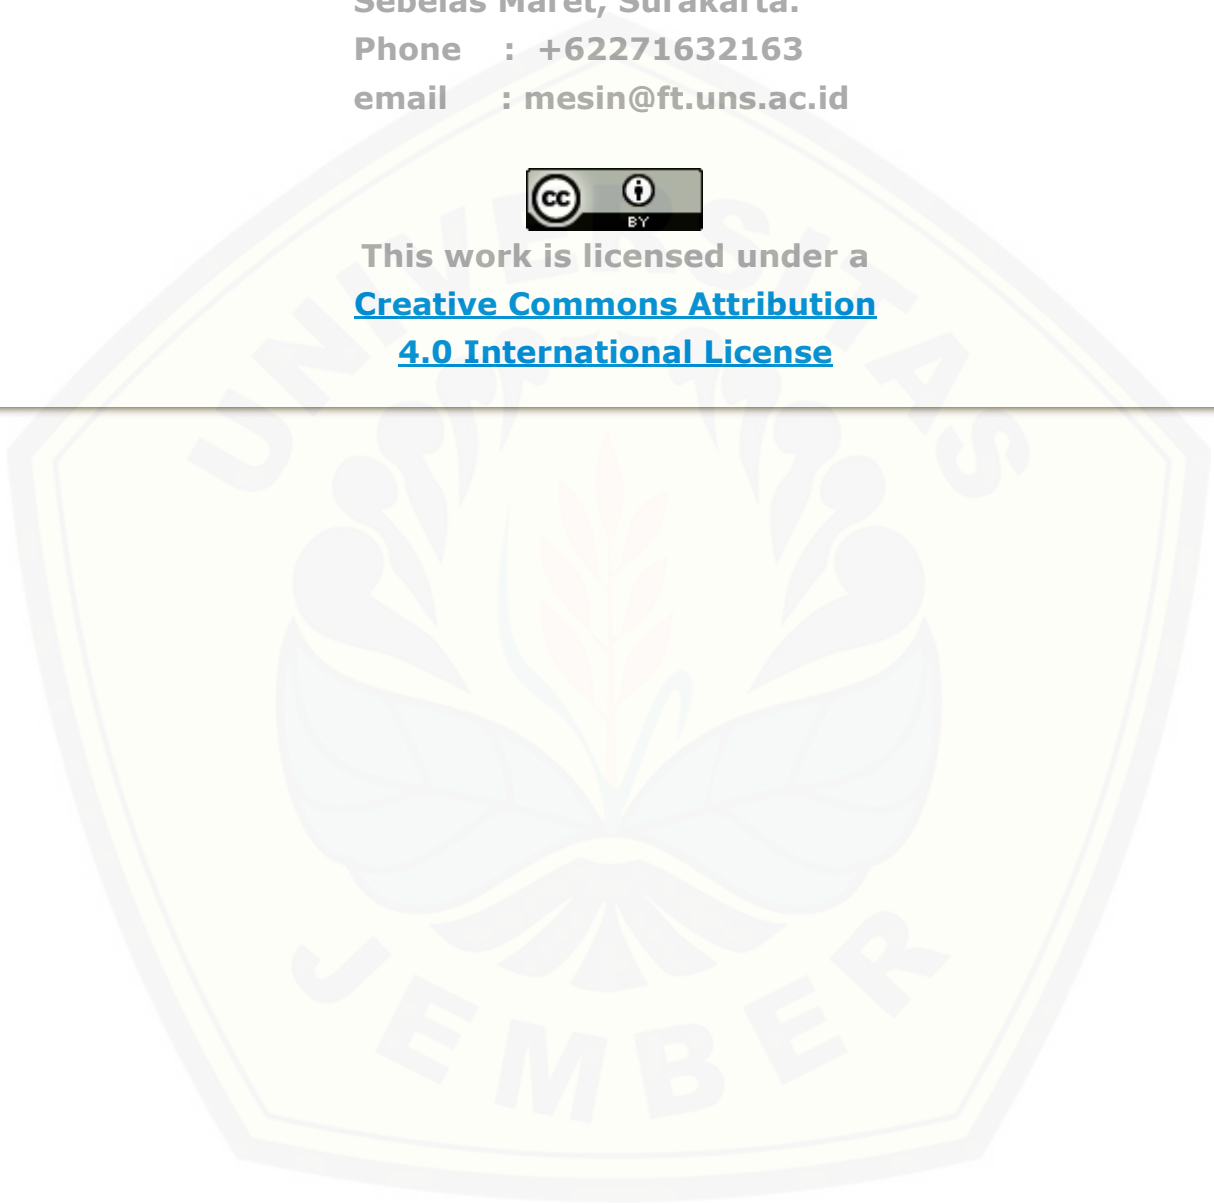 Sebelas Maret, Surakarta.
Phone : +62271632163
email : mesin@ft.uns.ac.id
cc
BY
This work is licensed under a
Creative Commons Attribution
4.0 International License
UNIVERSITAS
JEMBER